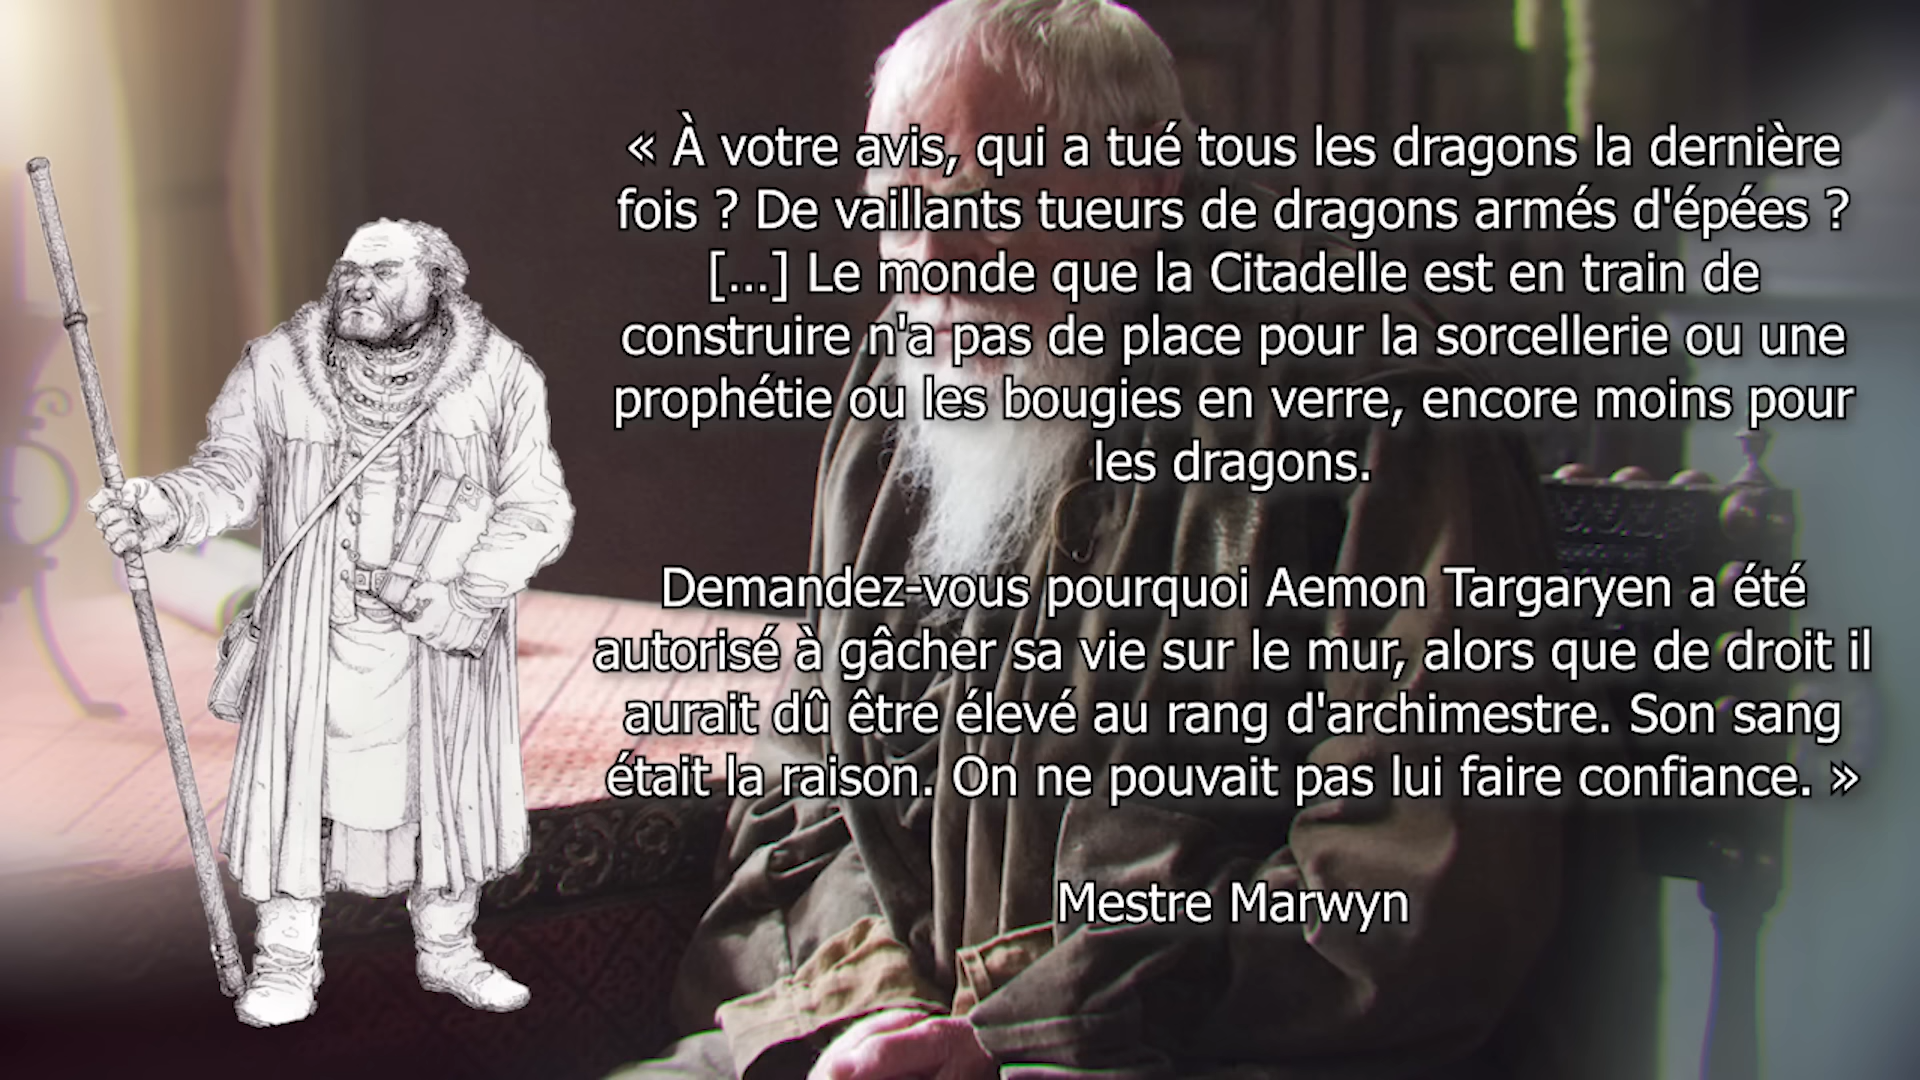 « À votre avis, qui a tué tous les dragons la dernière
fois ? De vaillants tueurs de dragons armés d'épées ?
[...] Le monde que la Citadelle est en train de
construire n'a pas de place pour la sorcellerie ou une
prophétie ou les bougies en verre, encore moins pour
les dragons.
Demandez-vous pourquoi Aemon Targaryen a été
autorisé à gâcher sa vie sur le mur, alors que de droit il
aurait dû être élevé au rang d'archimestre. Son sang
était la raison. On ne pouvait pas lui faire confiance. »
Mestre Marwyn